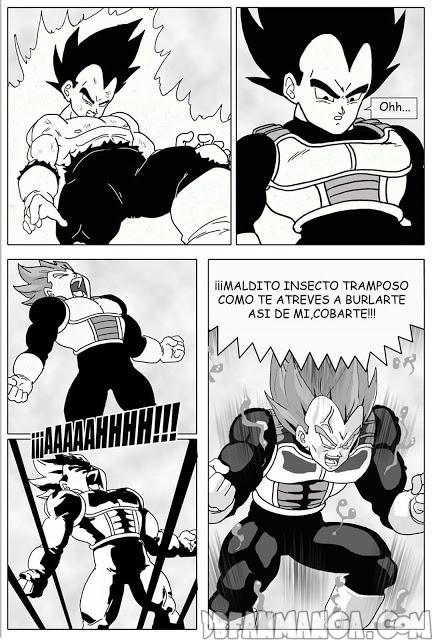 Ohh...
¡¡¡MALDITO INSECTO TRAMPOSO
COMO TE ATREVES A BURLARTE
ASI DE MI,COBARTE!!!
¡¡¡AAAAAHHHH!!!
DBFANMANGA.COM